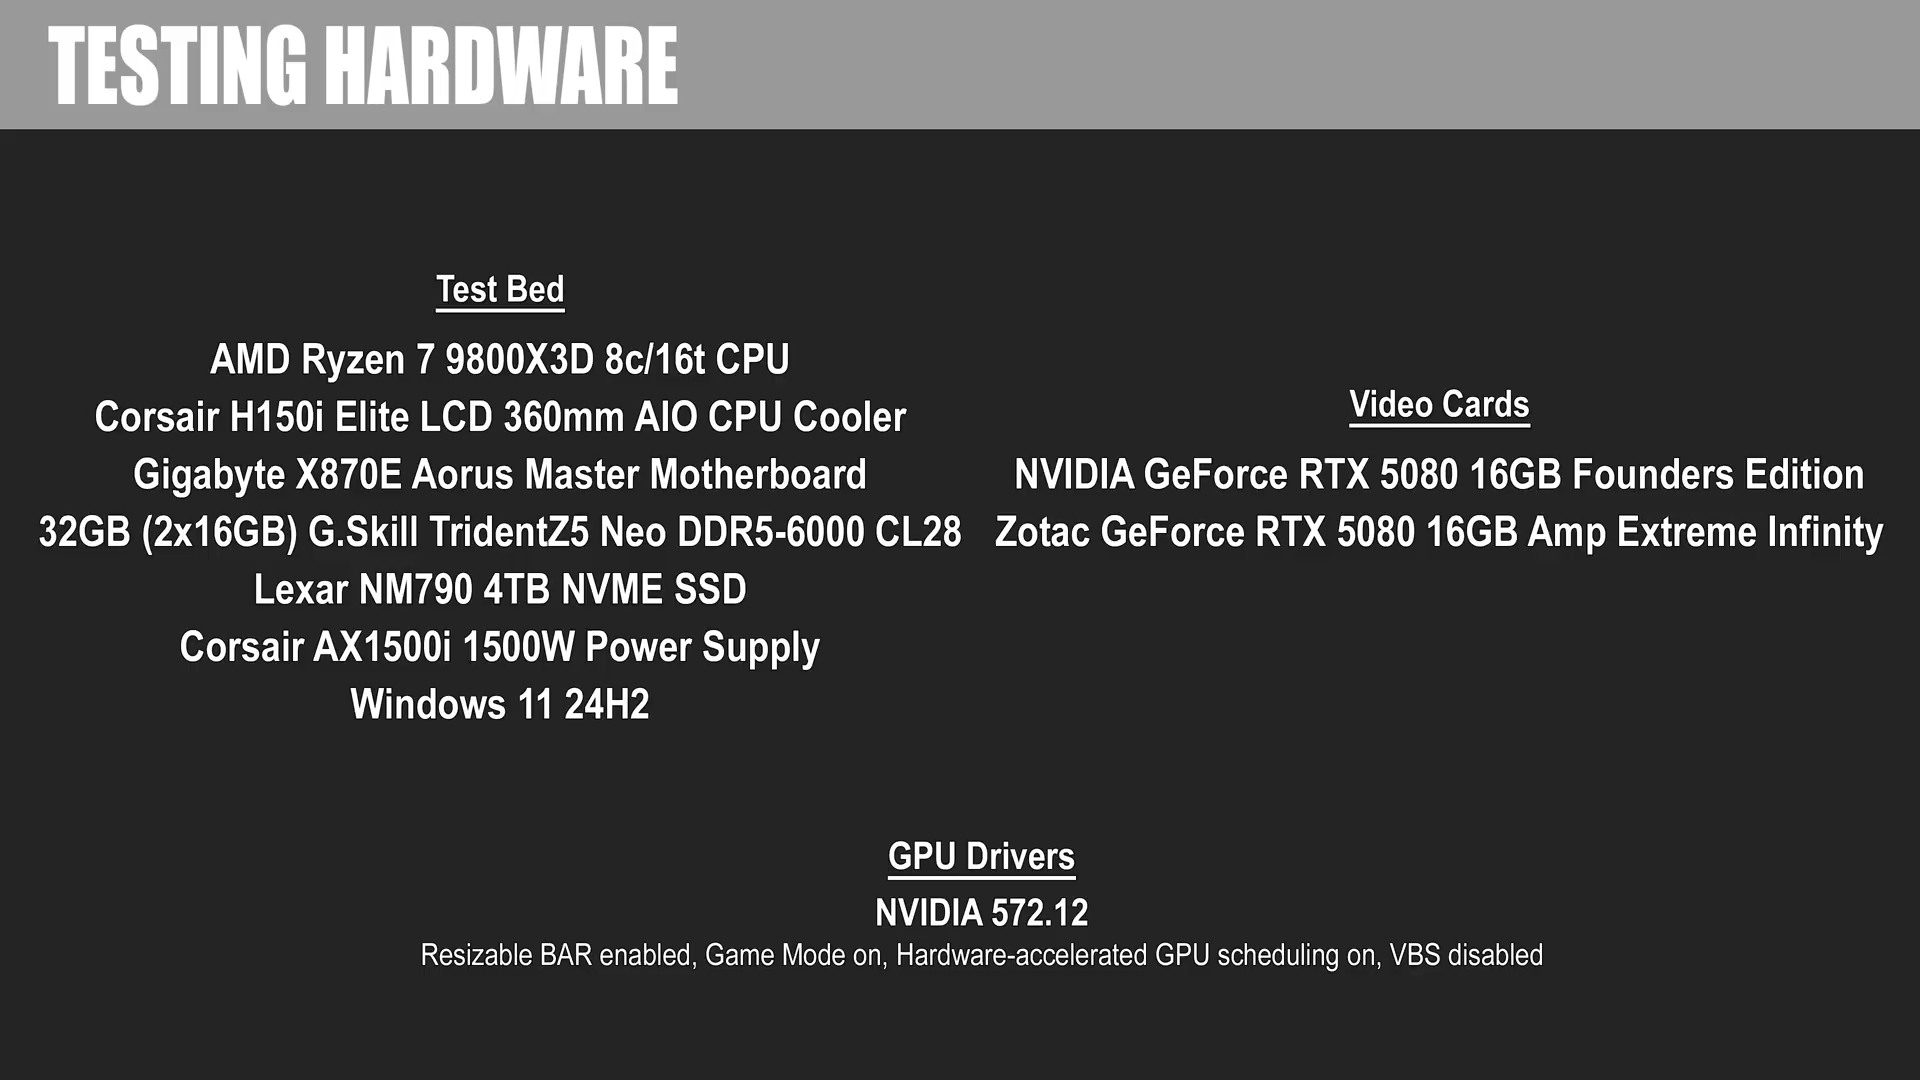 TESTING HARDWARE
Test Bed
AMD Ryzen 7 9800X3D 8c/16t CPU
Corsair H150i Elite LCD 360mm AIO CPU Cooler
Gigabyte X870E Aorus Master Motherboard
32GB (2x16GB) G.Skill TridentZ5 Neo DDR5-6000 CL28
Lexar NM790 4TB NVME SSD
Corsair AX1500i 1500W Power Supply
Windows 11 24H2
Video Cards
NVIDIA GeForce RTX 5080 16GB Founders Edition
Zotac GeForce RTX 5080 16GB Amp Extreme Infinity
GPU Drivers
NVIDIA 572.12
Resizable BAR enabled, Game Mode on, Hardware-accelerated GPU scheduling on, VBS disabled